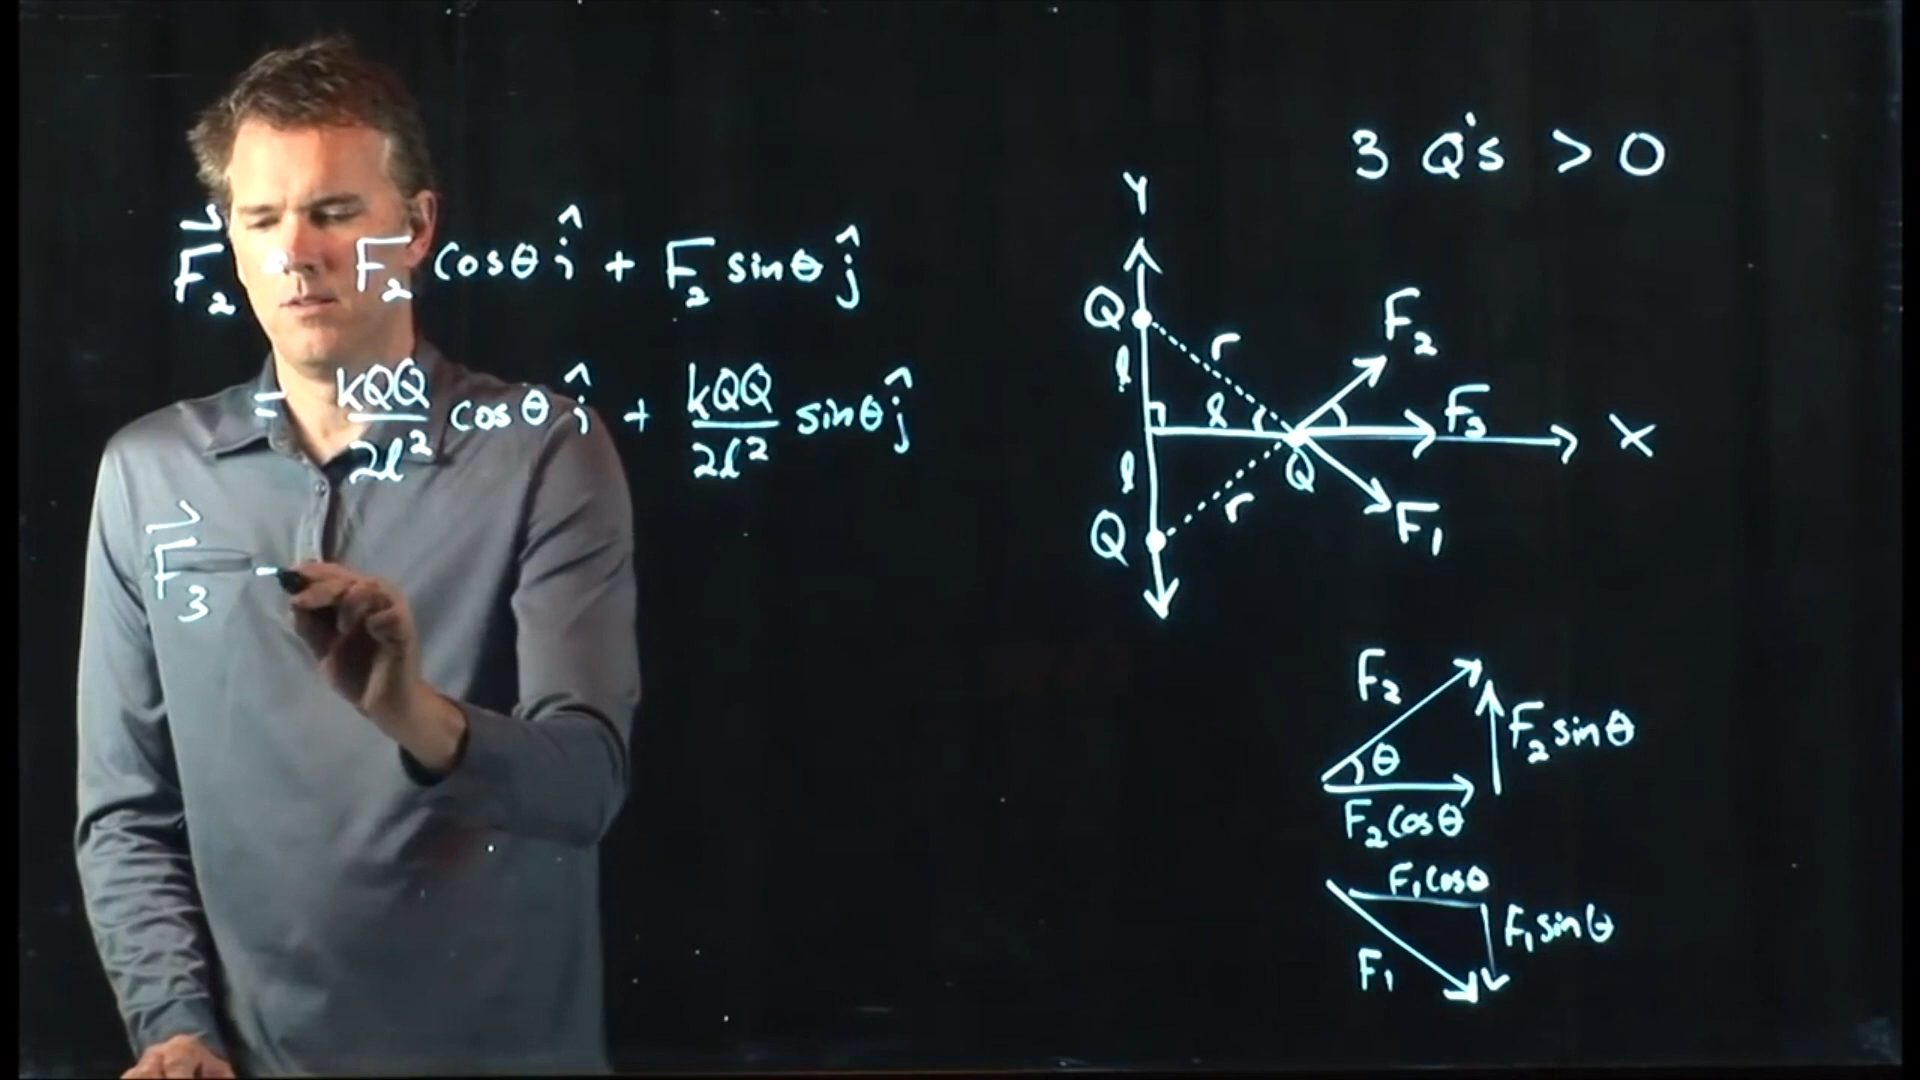 3 Q's > 0
F⃗₂ = F₂ cosθ î + F₂ sinθ ĵ
= kQQ/2ℓ² cosθ î + kQQ/2ℓ² sinθ ĵ
F⃗₃ -
Y
Q
ℓ
r
F₂
ℓ
F₃
X
Q
ℓ
r
Q
F₁
F₂
θ
F₂ sinθ
F₂ cosθ
F₁ cosθ
F₁ sinθ
F₁